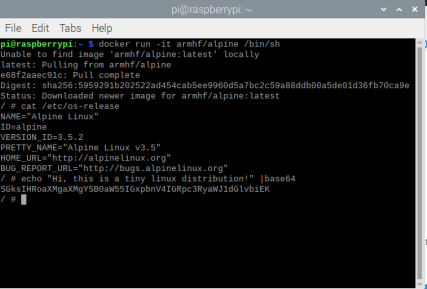 pi@raspberrypi: ~
File Edit Tabs Help
pi@raspberrypi:~ $ docker run -it armhf/alpine /bin/sh
Unable to find image 'armhf/alpine:latest' locally
latest: Pulling from armhf/alpine
e68f2aaec91c: Pull complete
Digest: sha256:5959291b202522ad454cab5ee9960d5a7bc2c59a88ddb00a5de01d36fb70ca9e
Status: Downloaded newer image for armhf/alpine:latest
/ # cat /etc/os-release
NAME="Alpine Linux"
ID=alpine
VERSION_ID=3.5.2
PRETTY_NAME="Alpine Linux v3.5"
HOME_URL="http://alpinelinux.org"
BUG_REPORT_URL="http://bugs.alpinelinux.org"
/ # echo "Hi, this is a tiny linux distribution!" |base64
SGksIHRoaXMgaXMgYSB0aW55IGxpbnV4IGRpc3RyaWJ1dGlvbiEK
/ #